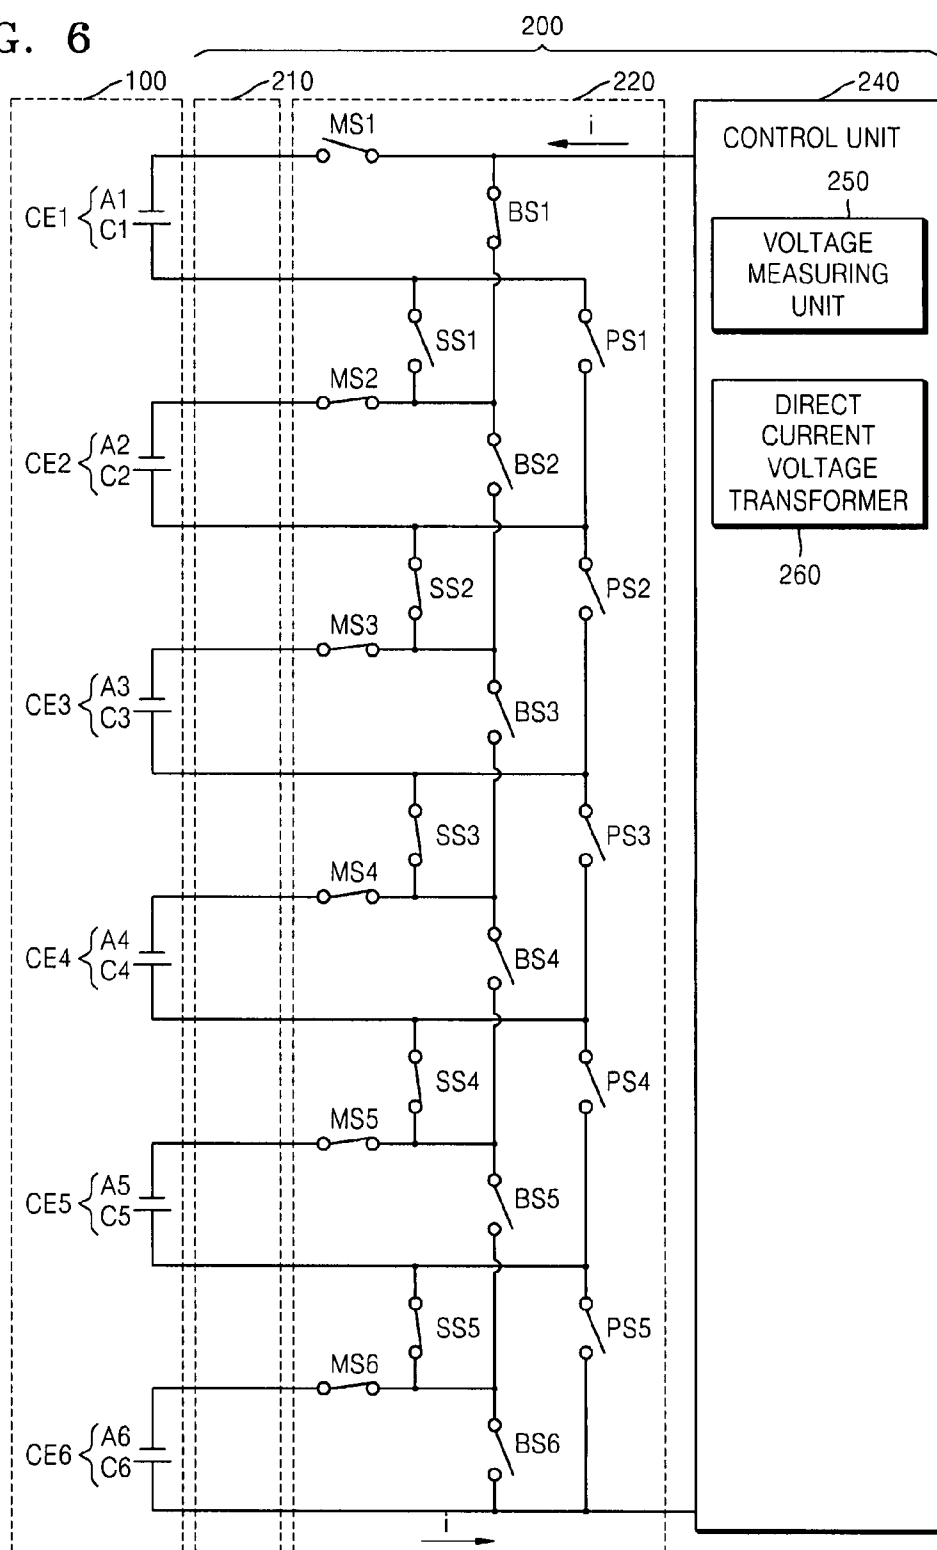 G. 6
200
100
210
220
240
MS1
i
CONTROL UNIT
250
CE1
A1
C1
BS1
VOLTAGE
MEASURING
UNIT
SS1
PS1
MS2
DIRECT
CURRENT
VOLTAGE
TRANSFORMER
260
CE2
A2
C2
BS2
SS2
PS2
MS3
CE3
A3
C3
BS3
SS3
PS3
MS4
CE4
A4
C4
BS4
SS4
PS4
MS5
CE5
A5
C5
BS5
SS5
PS5
MS6
CE6
A6
C6
BS6
i